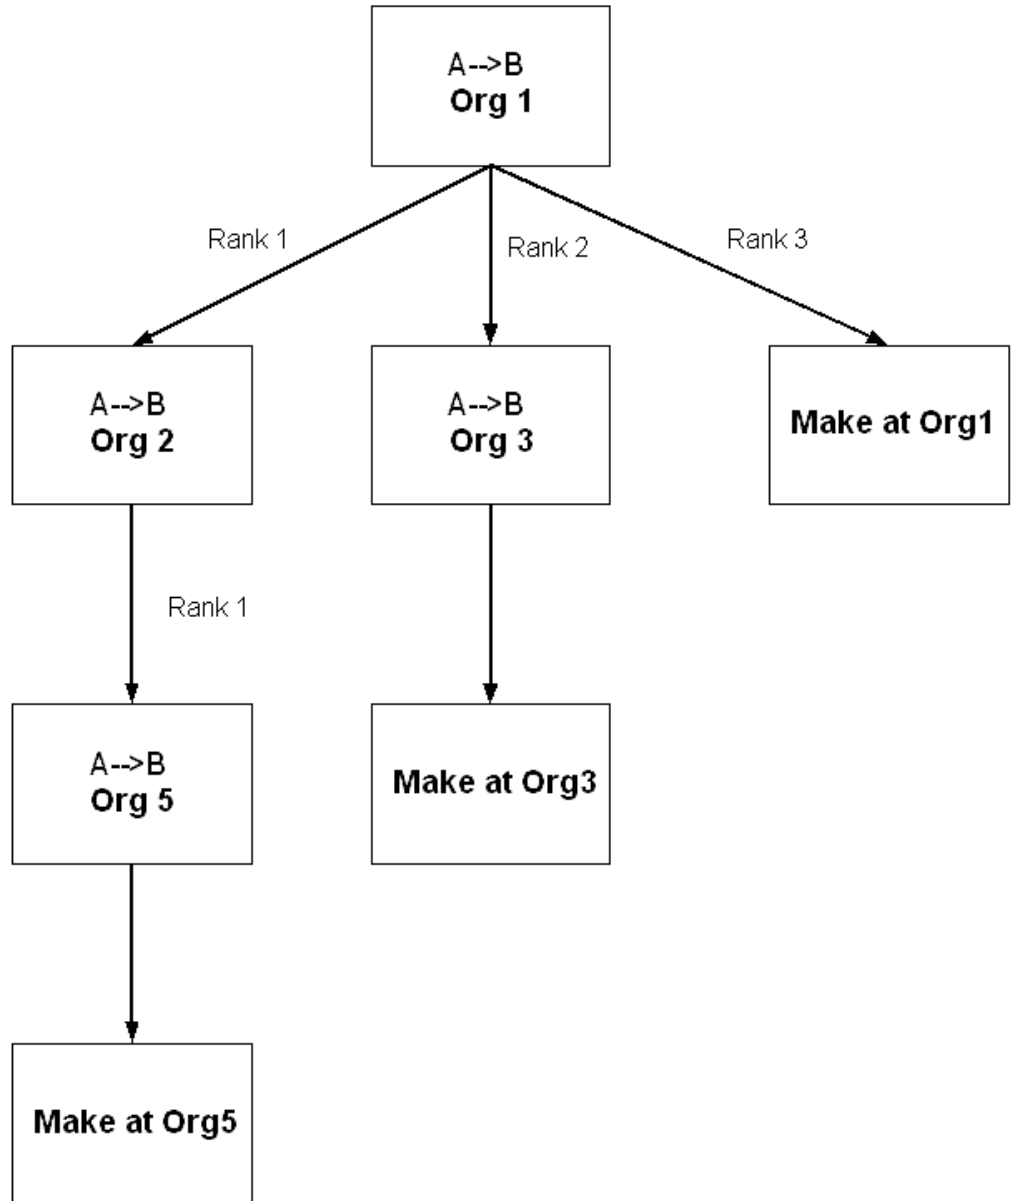 A-->B
Org 1
Rank 1
Rank 2
Rank 3
A-->B
Org 2
A-->B
Org 3
Make at Org1
Rank 1
A-->B
Org 5
Make at Org3
Make at Org5